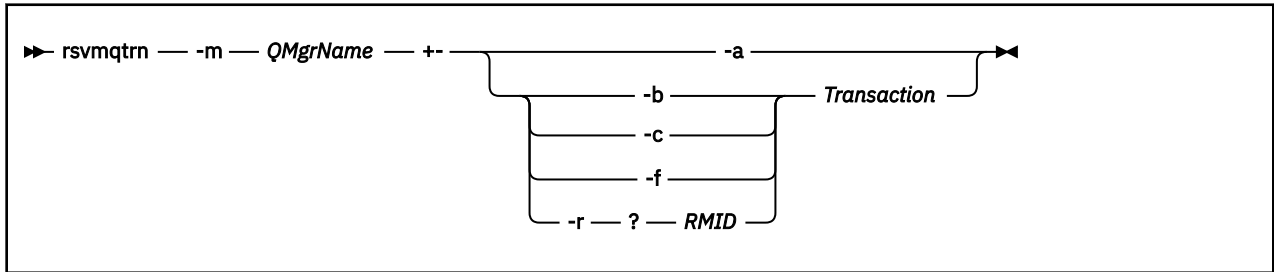 rsvmqtrn -m QMgrName +- -a
-b Transaction
-c
-f
-r ? RMID